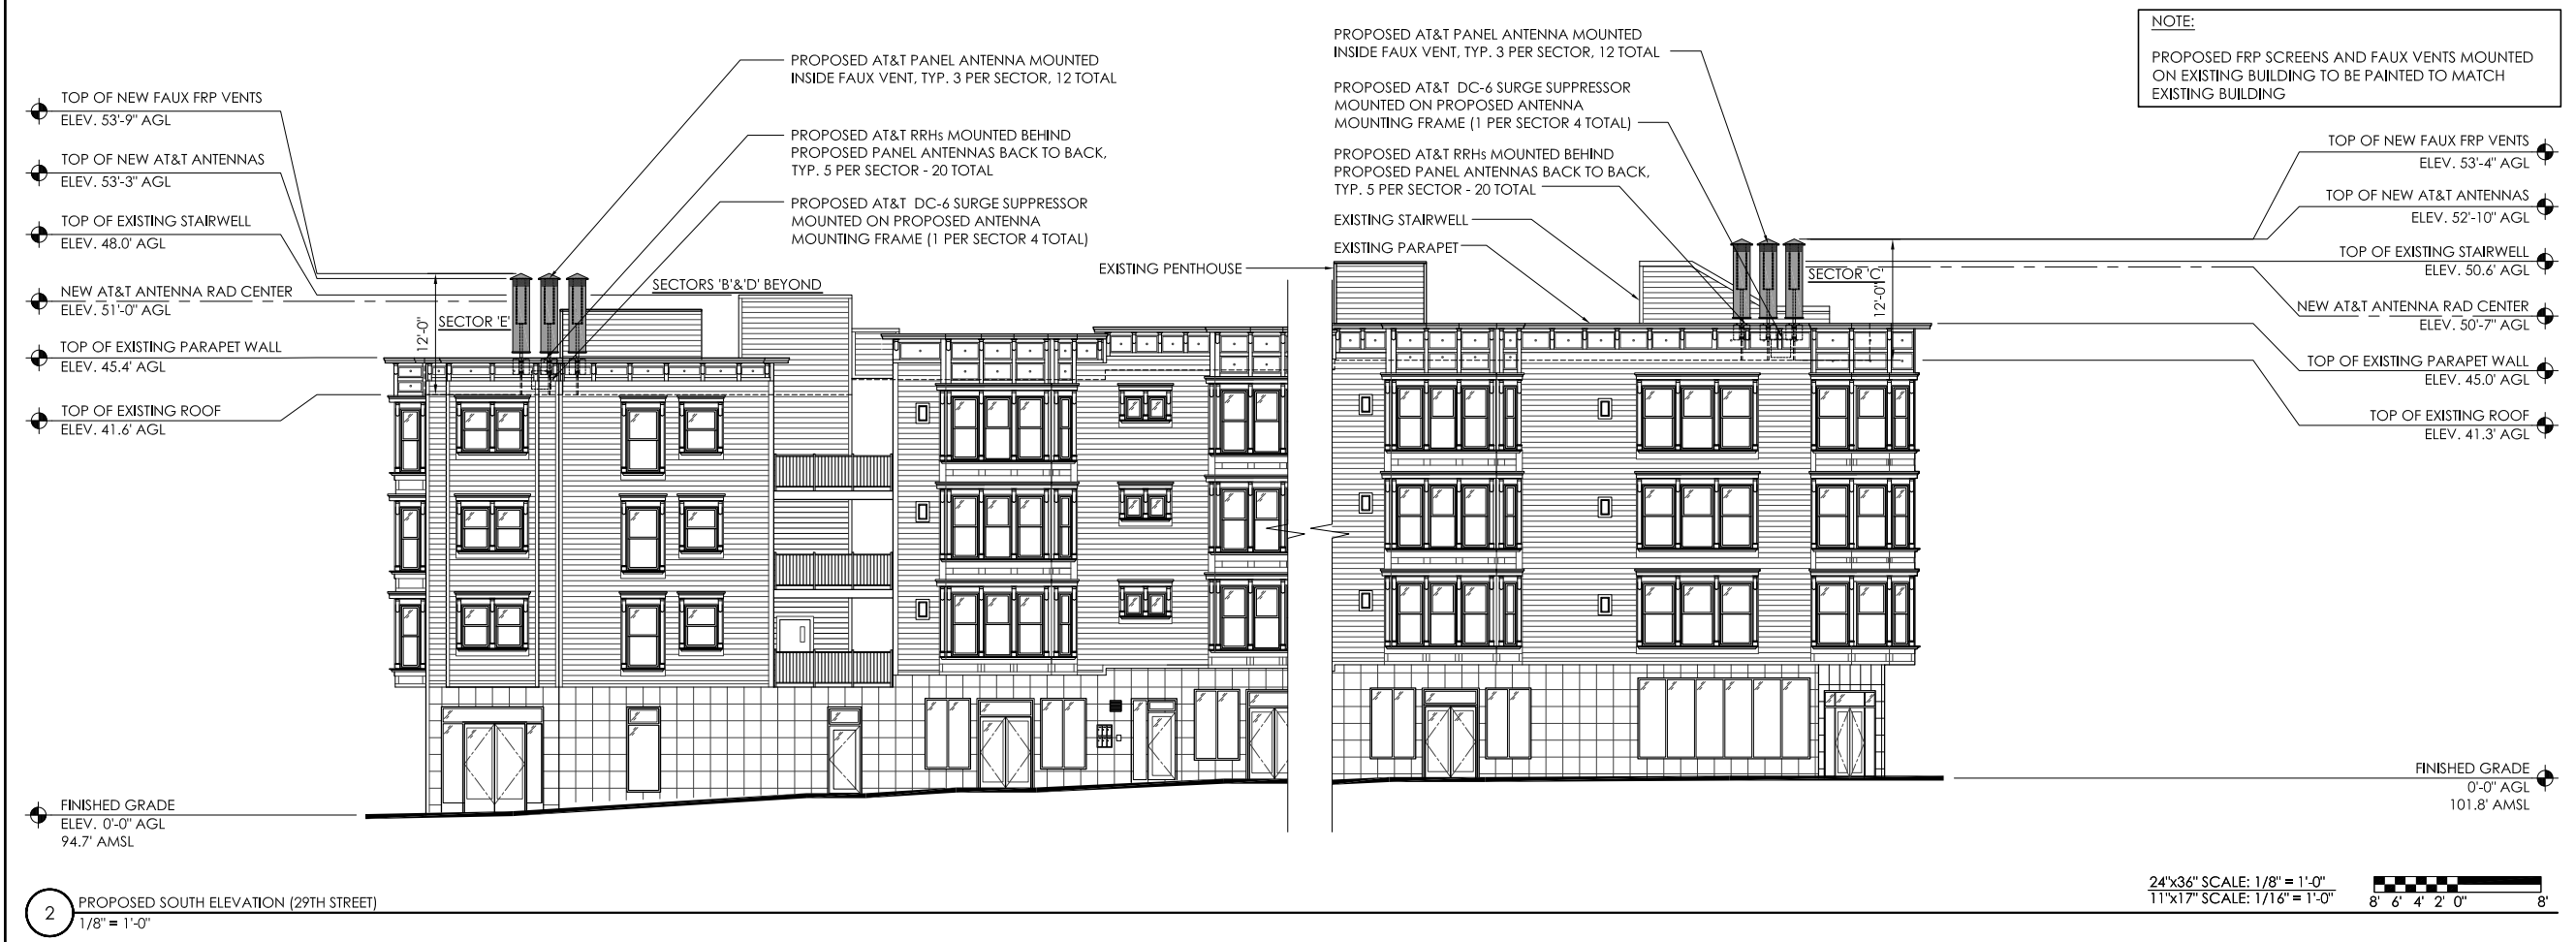 NOTE:
PROPOSED FRP SCREENS AND FAUX VENTS MOUNTED
ON EXISTING BUILDING TO BE PAINTED TO MATCH
EXISTING BUILDING
TOP OF NEW FAUX FRP VENTS
ELEV. 53'-9" AGL
TOP OF NEW AT&T ANTENNAS
ELEV. 53'-3" AGL
TOP OF EXISTING STAIRWELL
ELEV. 48.0' AGL
NEW AT&T ANTENNA RAD CENTER
ELEV. 51'-0" AGL
TOP OF EXISTING PARAPET WALL
ELEV. 45.4' AGL
TOP OF EXISTING ROOF
ELEV. 41.6' AGL
FINISHED GRADE
ELEV. 0'-0" AGL
94.7' AMSL
PROPOSED AT&T PANEL ANTENNA MOUNTED
INSIDE FAUX VENT, TYP. 3 PER SECTOR, 12 TOTAL
PROPOSED AT&T RRHs MOUNTED BEHIND
PROPOSED PANEL ANTENNAS BACK TO BACK,
TYP. 5 PER SECTOR - 20 TOTAL
PROPOSED AT&T DC-6 SURGE SUPPRESSOR
MOUNTED ON PROPOSED ANTENNA
MOUNTING FRAME (1 PER SECTOR 4 TOTAL)
SECTORS 'B'&'D' BEYOND
SECTOR 'E'
12'-0"
EXISTING PENTHOUSE
PROPOSED AT&T PANEL ANTENNA MOUNTED
INSIDE FAUX VENT, TYP. 3 PER SECTOR, 12 TOTAL
PROPOSED AT&T DC-6 SURGE SUPPRESSOR
MOUNTED ON PROPOSED ANTENNA
MOUNTING FRAME (1 PER SECTOR 4 TOTAL)
PROPOSED AT&T RRHs MOUNTED BEHIND
PROPOSED PANEL ANTENNAS BACK TO BACK,
TYP. 5 PER SECTOR - 20 TOTAL
EXISTING STAIRWELL
EXISTING PARAPET
SECTOR 'C'
12'-0"
TOP OF NEW FAUX FRP VENTS
ELEV. 53'-4" AGL
TOP OF NEW AT&T ANTENNAS
ELEV. 52'-10" AGL
TOP OF EXISTING STAIRWELL
ELEV. 50.6' AGL
NEW AT&T ANTENNA RAD CENTER
ELEV. 50'-7" AGL
TOP OF EXISTING PARAPET WALL
ELEV. 45.0' AGL
TOP OF EXISTING ROOF
ELEV. 41.3' AGL
FINISHED GRADE
0'-0" AGL
101.8' AMSL
2
PROPOSED SOUTH ELEVATION (29TH STREET)
1/8" = 1'-0"
24"x36" SCALE: 1/8" = 1'-0"
11"x17" SCALE: 1/16" = 1'-0"
8' 6' 4' 2' 0" 8'